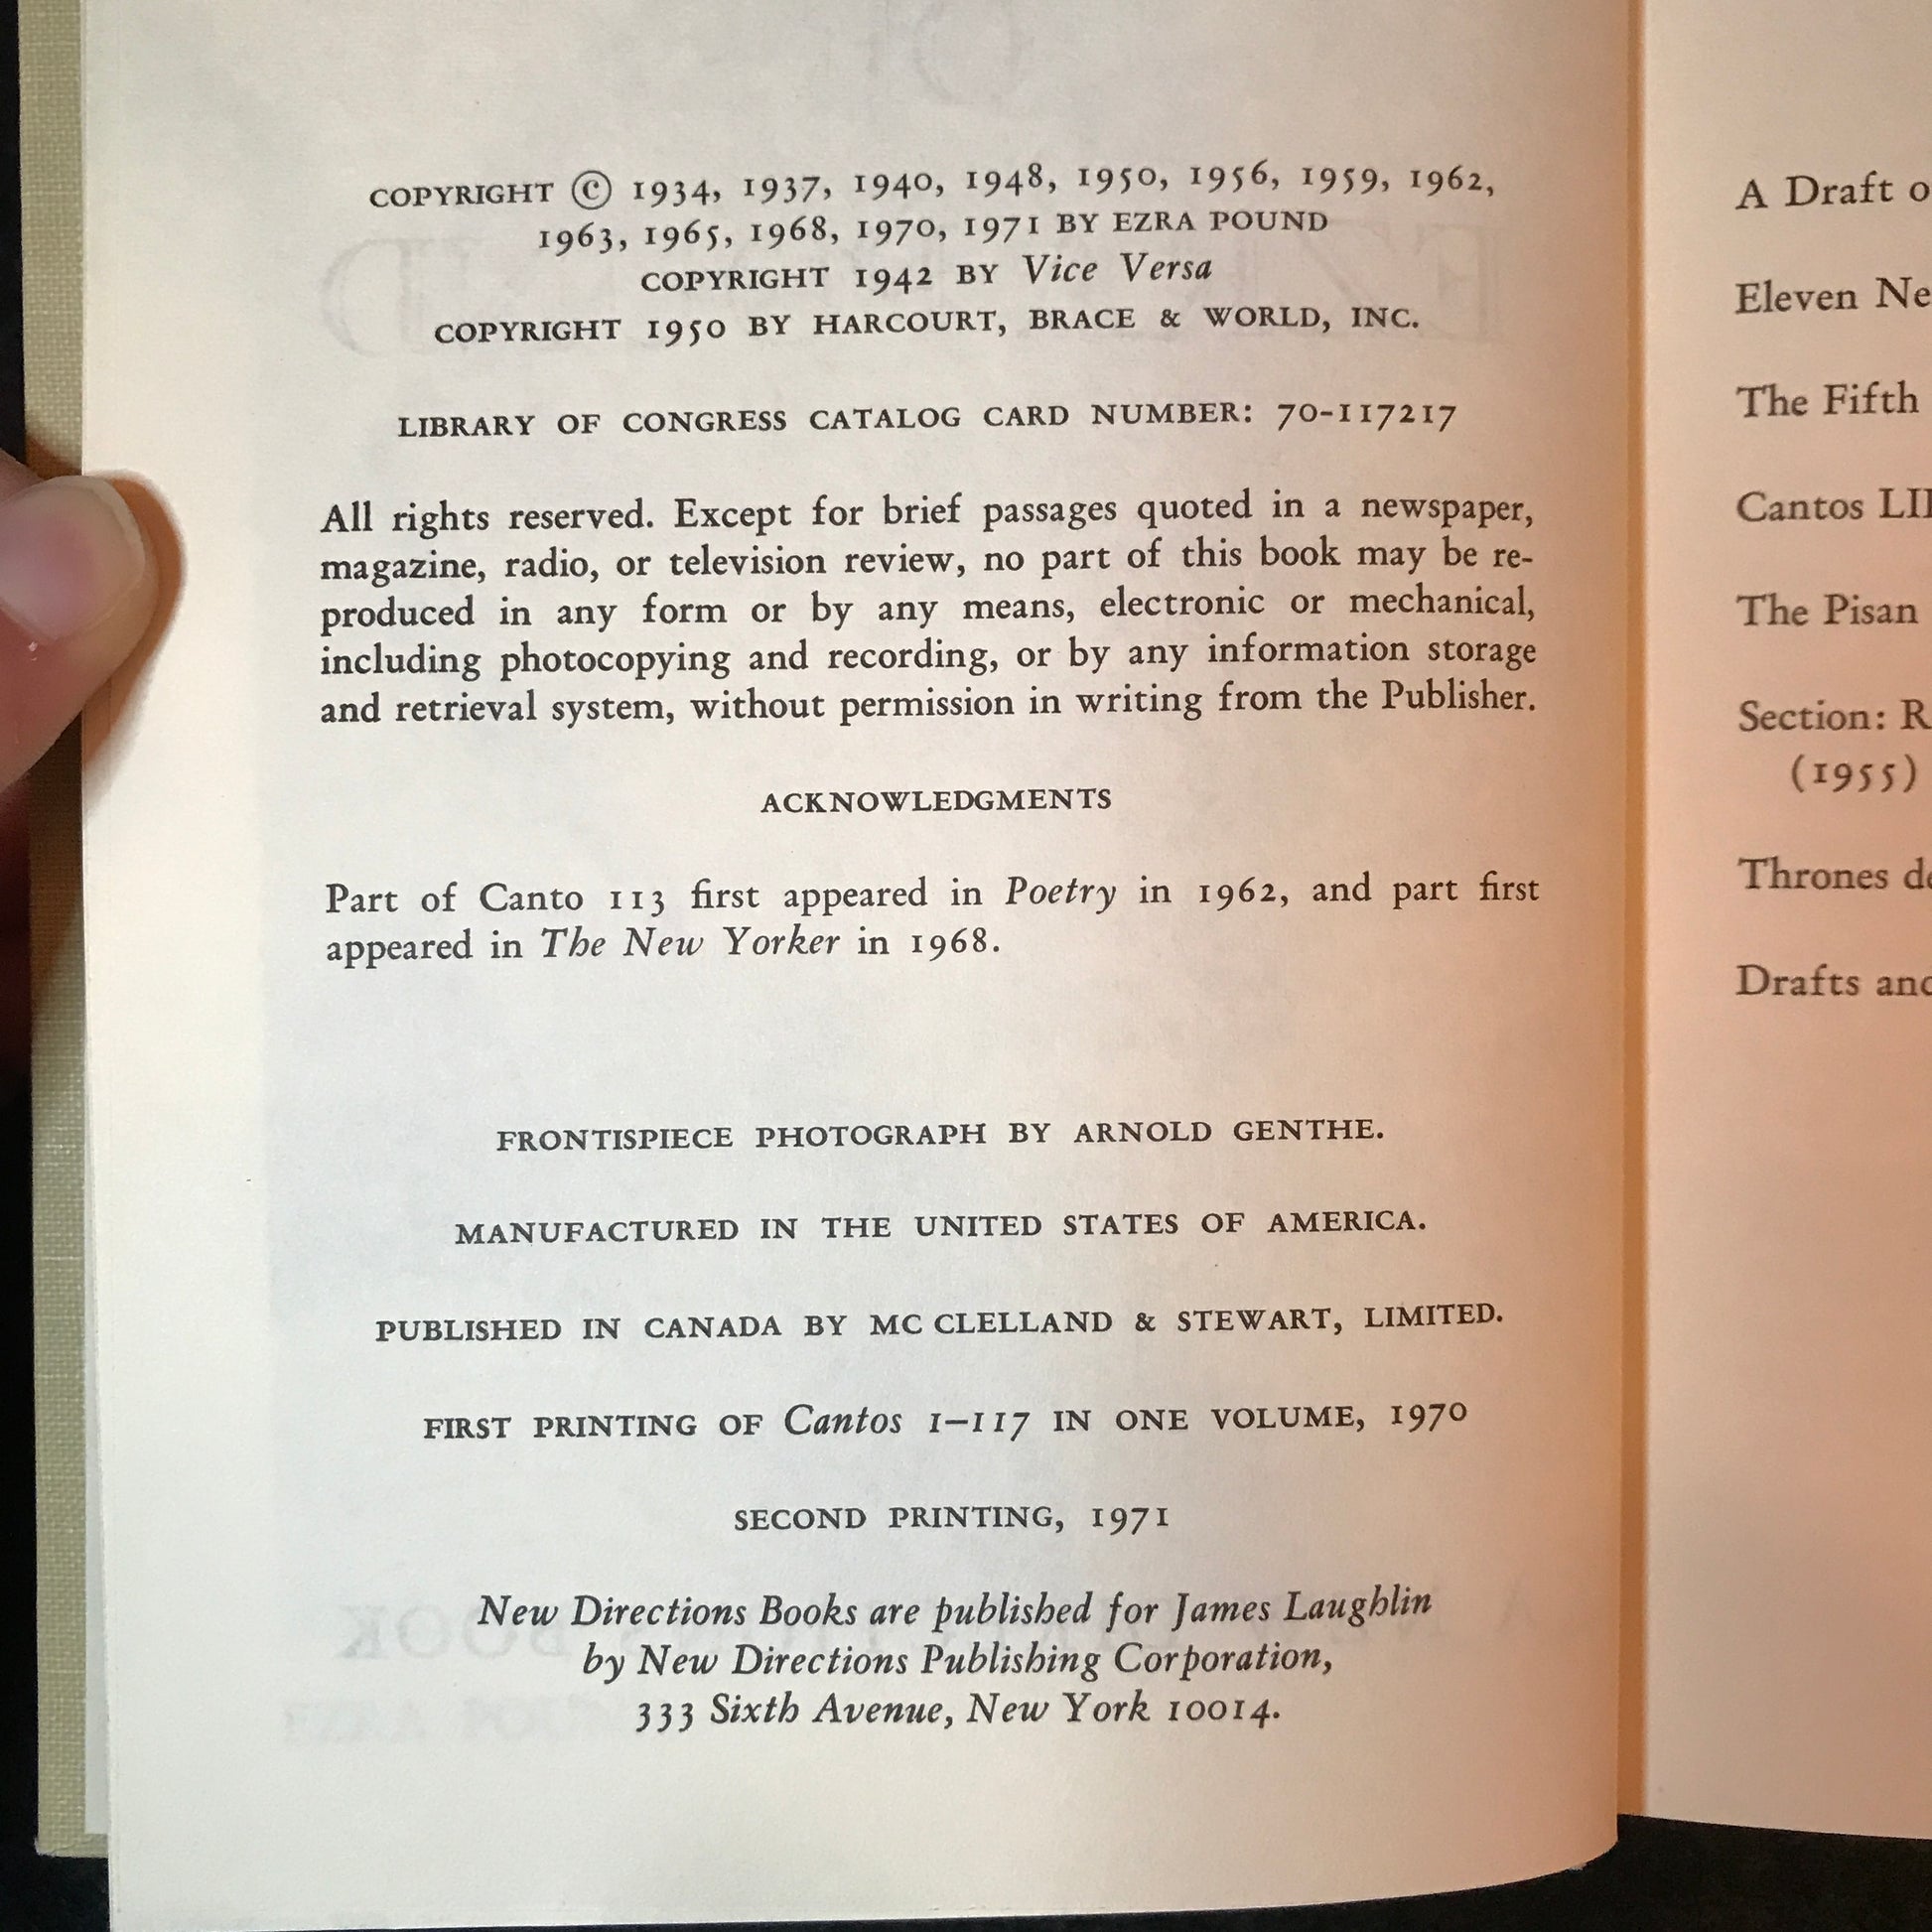 COPYRIGHT © 1934, 1937, 1940, 1948, 1950, 1956, 1959, 1962,
1963, 1965, 1968, 1970, 1971 BY EZRA POUND
COPYRIGHT 1942 BY Vice Versa
COPYRIGHT 1950 BY HARCOURT, BRACE & WORLD, INC.
LIBRARY OF CONGRESS CATALOG CARD NUMBER: 70-117217
All rights reserved. Except for brief passages quoted in a newspaper,
magazine, radio, or television review, no part of this book may be re-
produced in any form or by any means, electronic or mechanical,
including photocopying and recording, or by any information storage
and retrieval system, without permission in writing from the Publisher.
ACKNOWLEDGMENTS
Part of Canto 113 first appeared in Poetry in 1962, and part first
appeared in The New Yorker in 1968.
FRONTISPIECE PHOTOGRAPH BY ARNOLD GENTHE.
MANUFACTURED IN THE UNITED STATES OF AMERICA.
PUBLISHED IN CANADA BY MC CLELLAND & STEWART, LIMITED.
FIRST PRINTING OF Cantos 1–117 IN ONE VOLUME, 1970
SECOND PRINTING, 1971
New Directions Books are published for James Laughlin
by New Directions Publishing Corporation,
333 Sixth Avenue, New York 10014.
A Draft
Eleven
The Fifth
Cantos
The Pisan
Section:
(1955)
Thrones
Drafts